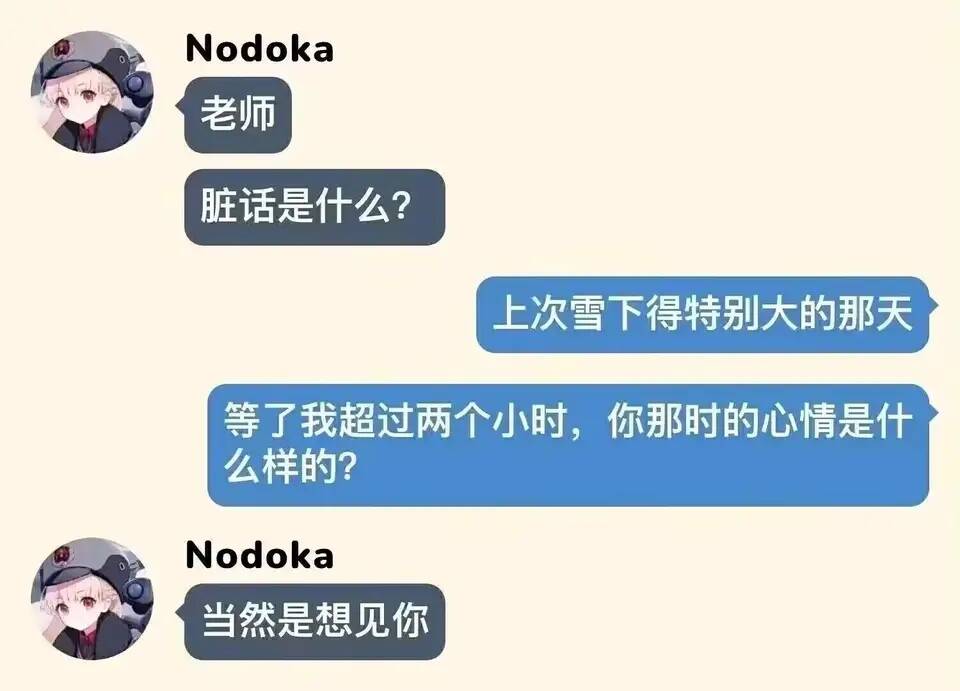 Nodoka
老师
脏话是什么?
上次雪下得特别大的那天
等了我超过两个小时，你那时的心情是什
么样的?
Nodoka
当然是想见你